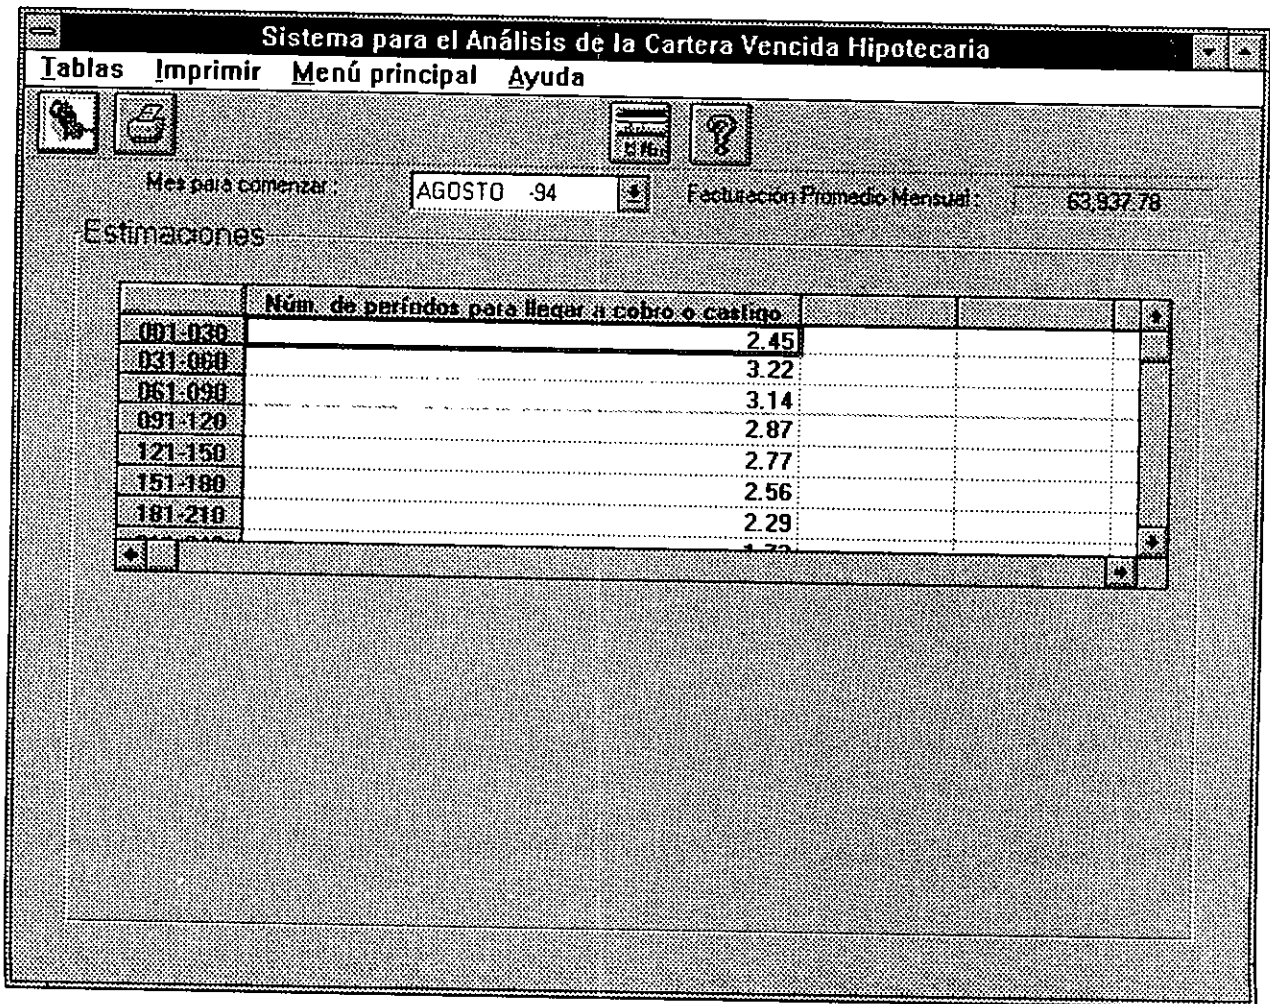 Sistema para el Análisis de la Cartera Vencida Hipotecaria
Tablas Imprimir Menú principal Ayuda
Mes para comenzar: AGOSTO -94 Facturación Promedio Mensual: 63,937.78
Estimaciones
Núm. de períodos para llegar a cobro o castigo
001-030 2.45
031-060 3.22
061-090 3.14
091-120 2.87
121-150 2.77
151-180 2.56
181-210 2.29